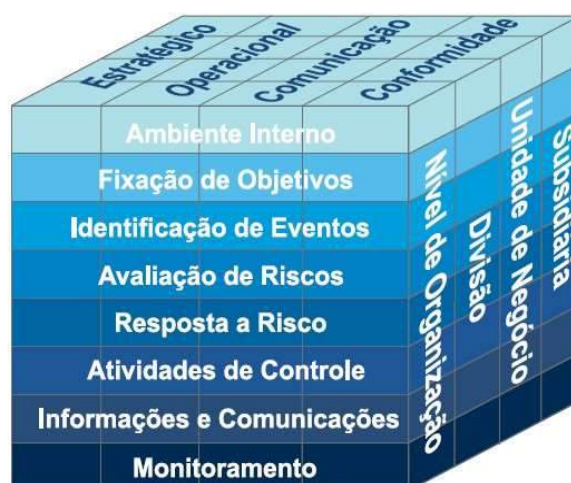 Estratégico
Operacional
Comunicação
Conformidade
Ambiente Interno
Fixação de Objetivos
Identificação de Eventos
Avaliação de Riscos
Resposta a Risco
Atividades de Controle
Informações e Comunicações
Monitoramento
Nível de Organização
Divisão
Unidade de Negócio
Subsidiaria